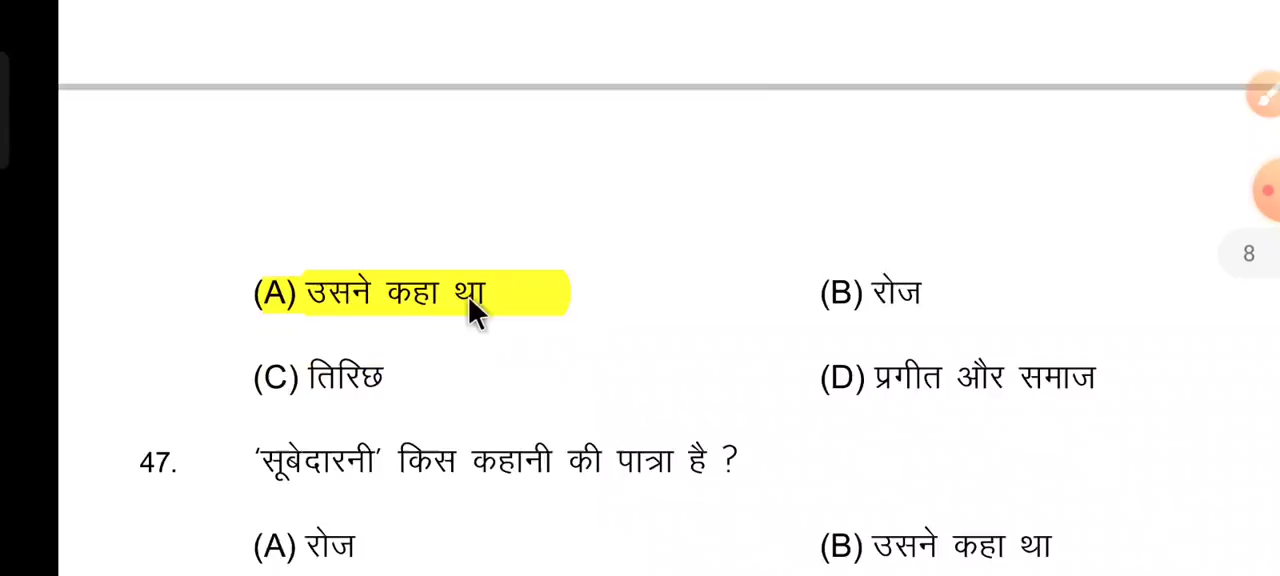 8
(A) उसने कहा था (B) रोज
(C) तिरिछ (D) प्रगीत और समाज
47. ‘सूबेदारनी’ किस कहानी की पात्रा है ?
(A) रोज (B) उसने कहा था